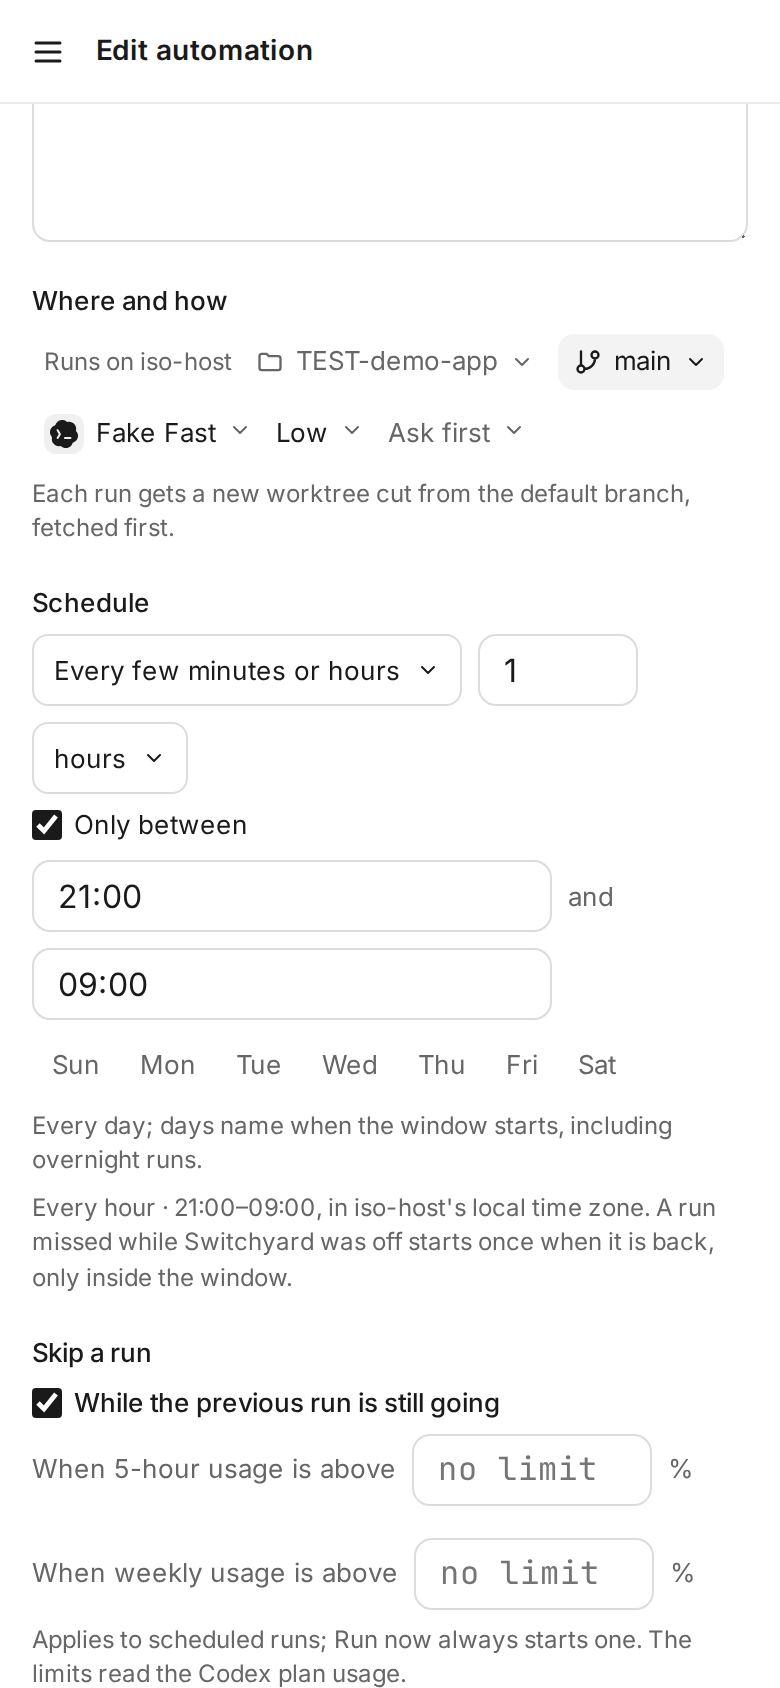 Edit automation
Where and how
Runs on iso-host TEST-demo-app main
Fake Fast Low Ask first
Each run gets a new worktree cut from the default branch,
fetched first.
Schedule
Every few minutes or hours 1
hours
Only between
21:00 and
09:00
Sun Mon Tue Wed Thu Fri Sat
Every day; days name when the window starts, including
overnight runs.
Every hour · 21:00–09:00, in iso-host's local time zone. A run
missed while Switchyard was off starts once when it is back,
only inside the window.
Skip a run
While the previous run is still going
When 5-hour usage is above no limit %
When weekly usage is above no limit %
Applies to scheduled runs; Run now always starts one. The
limits read the Codex plan usage.